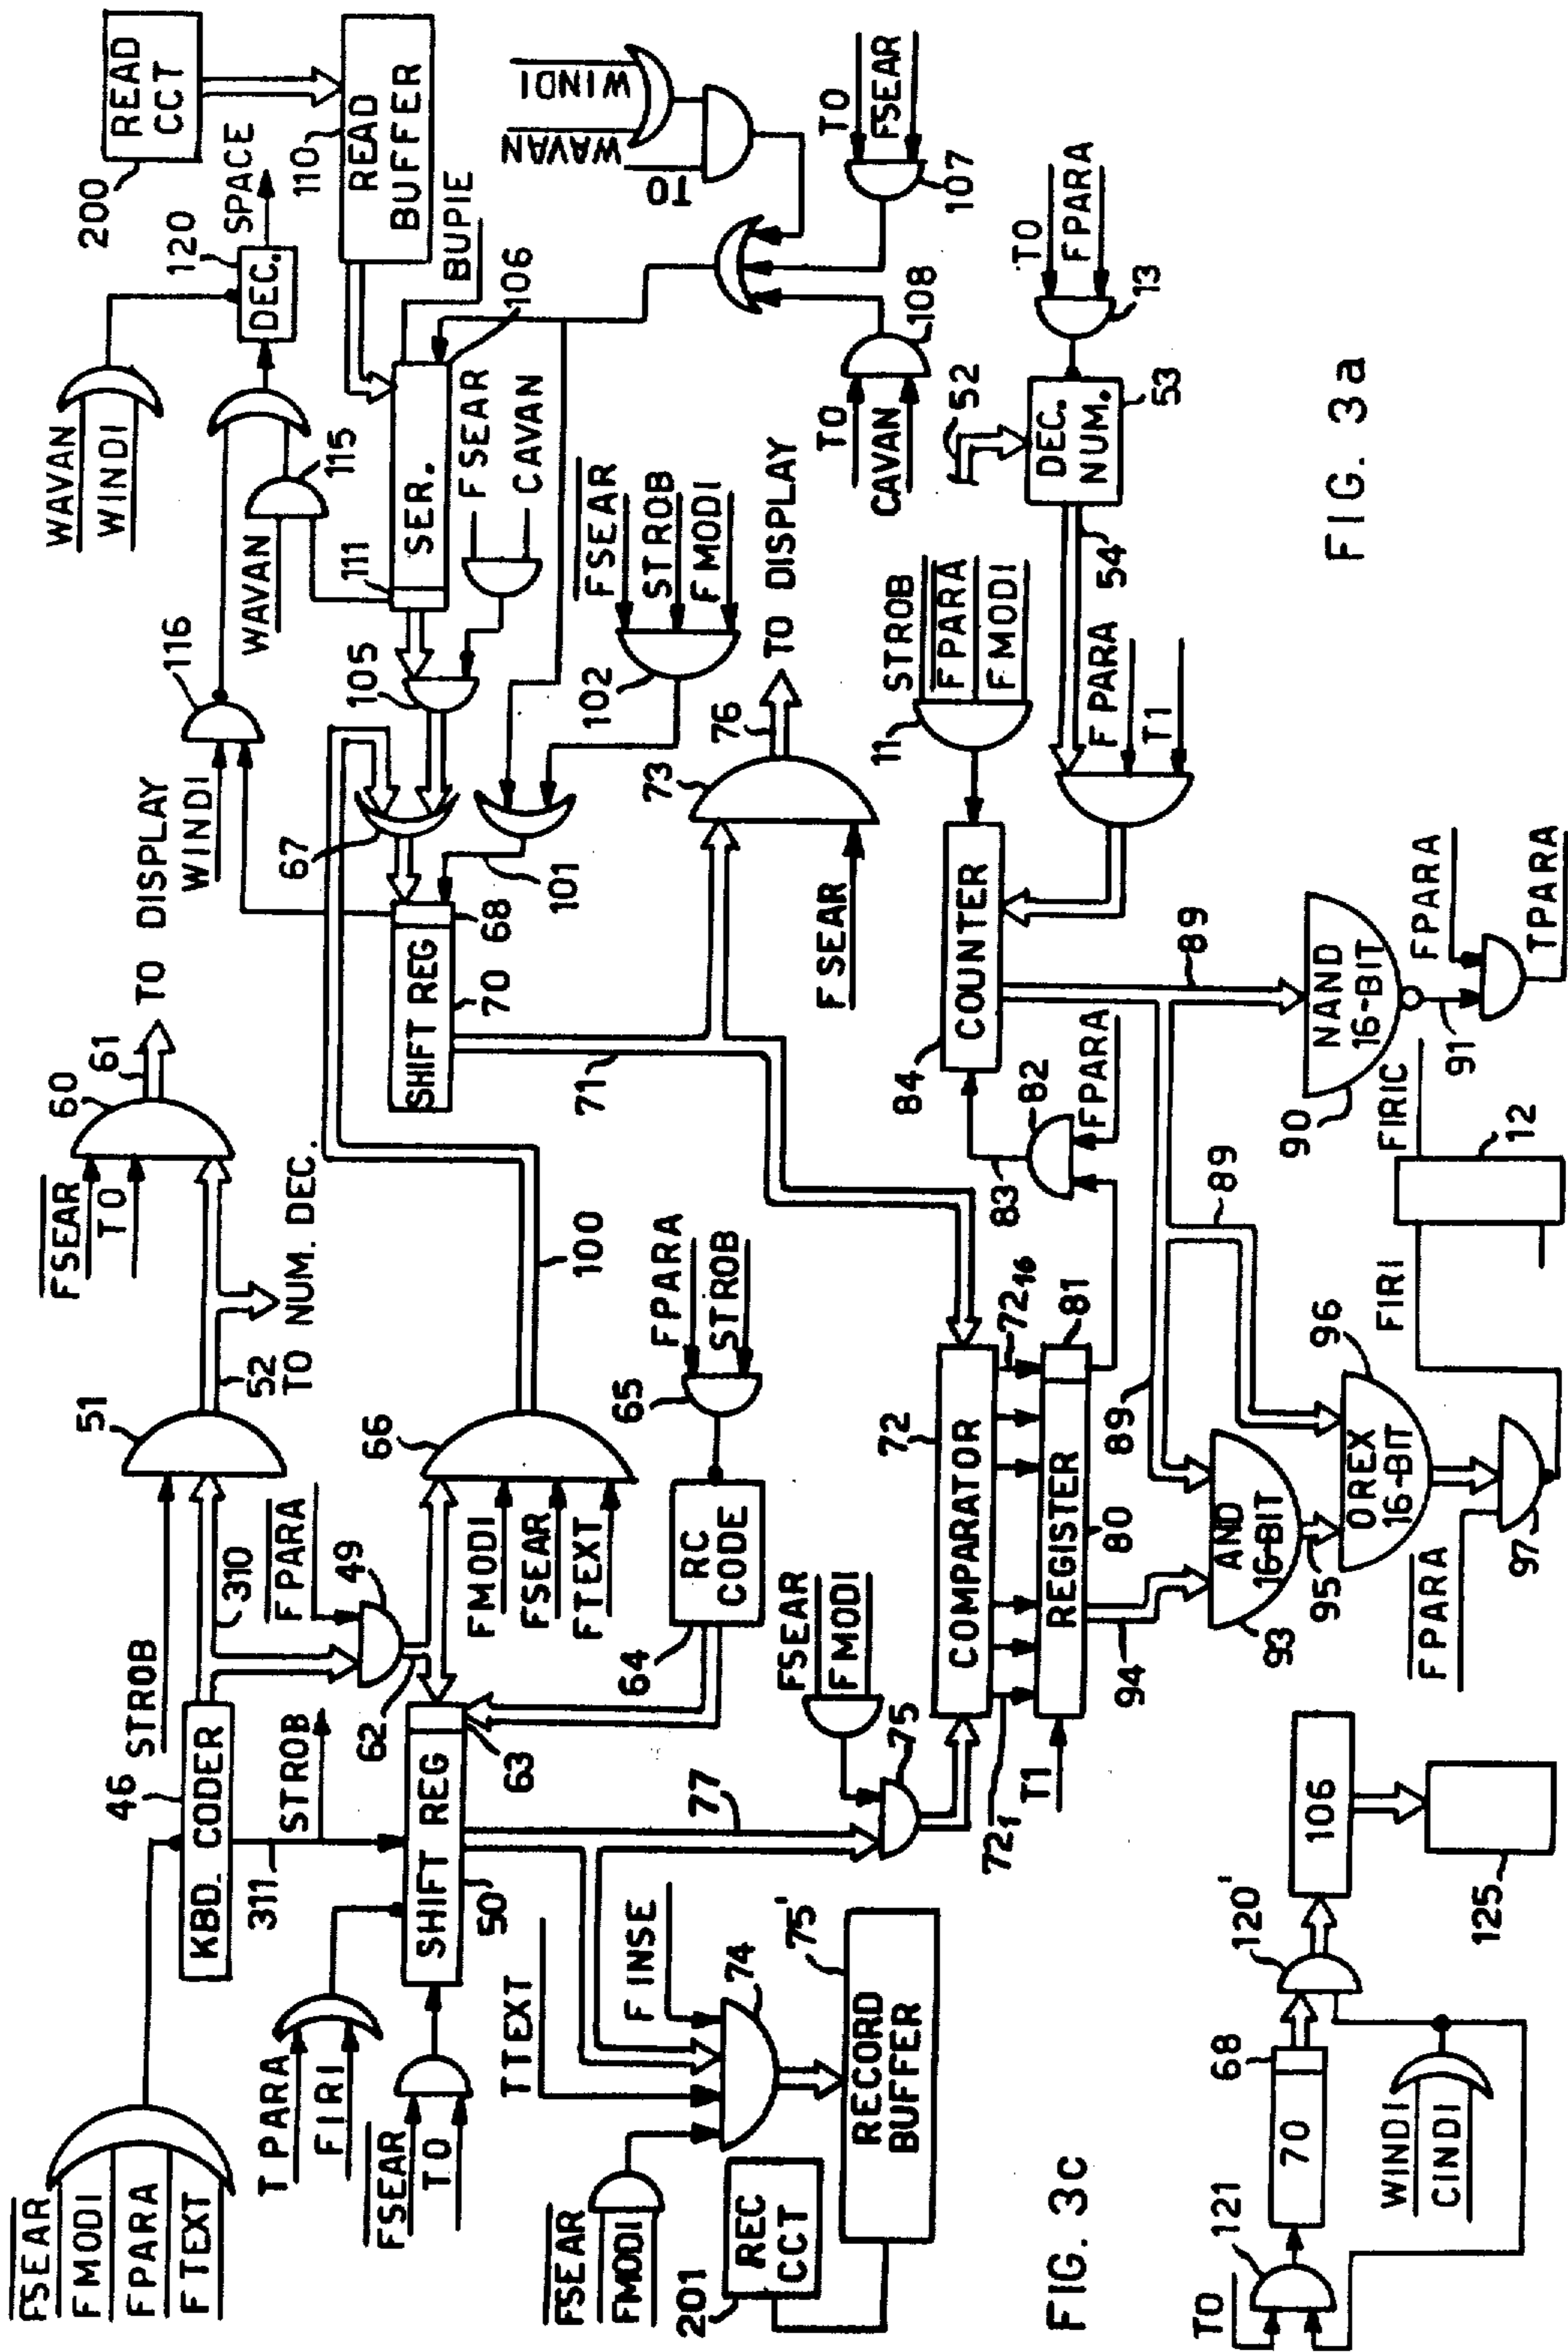 FSEAR
FMODI
FPARA
FTEXT
STROB
46
KBD. CODER
310
311
STROB
FPARA
49
62
51
52
TO NUM. DEC.
FSEAR
TO
60
61
TO DISPLAY
WINDI
116
WAVAN
WINDI
WAVAN
115
120
DEC.
SPACE
200
READ
CCT
110
READ
BUFFER
BUPIE
TPARA
FIRI
FSEAR
TO
SHIFT REG
50'
63
66
FMODI
FSEAR
FTEXT
100
64
RC
CODE
65
FPARA
STROB
67
SHIFT REG
70
68
71
101
105
111
SER.
106
FSEAR
CAVAN
102
FSEAR
STROB
FMODI
WINDI
WAVAN
TO
TTEXT
FINSE
77
74
FSEAR
FMODI
201
REC
CCT
75'
RECORD
BUFFER
FSEAR
FMODI
75
72
COMPARATOR
72₁
72₁₆
T1
REGISTER
80
81
73
76
TO DISPLAY
FSEAR
107
TO
FSEAR
108
TO
CAVAN
84
COUNTER
83
82
FPARA
11
STROB
FPARA
FMODI
54
52
DEC.
NUM.
53
13
TO
FPARA
FPARA
T1
94
89
89
89
AND
16-BIT
93
95
OREX
16-BIT
96
FPARA
97
FIRI
FIRIC
12
90
NAND
16-BIT
91
FPARA
TPARA
FIG. 3a
FIG. 3c
TO
121
70
68
WINDI
CINDI
120'
106
125